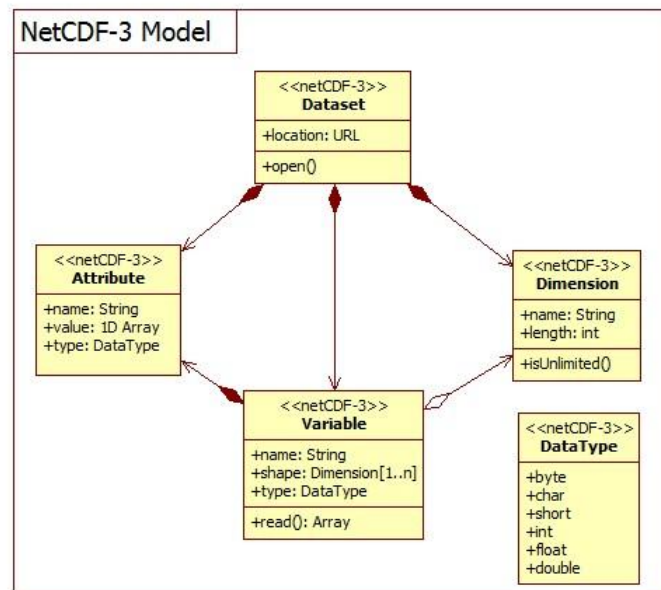 NetCDF-3 Model
<<netCDF-3>>
Dataset
+location: URL
+open()
<<netCDF-3>>
Attribute
+name: String
+value: 1D Array
+type: DataType
<<netCDF-3>>
Dimension
+name: String
+length: int
+isUnlimited()
<<netCDF-3>>
Variable
+name: String
+shape: Dimension[1..n]
+type: DataType
+read(): Array
<<netCDF-3>>
DataType
+byte
+char
+short
+int
+float
+double